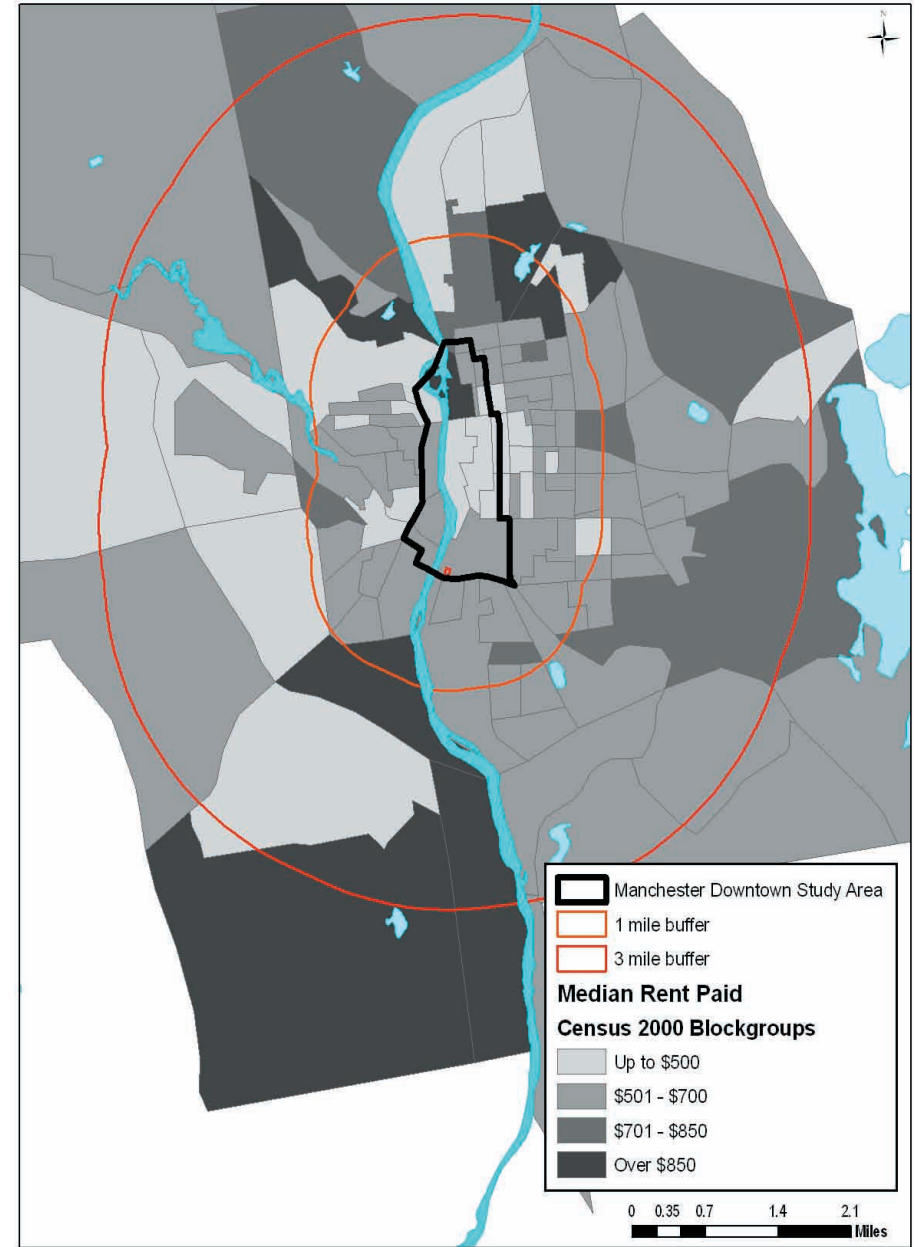 N
Manchester Downtown Study Area
1 mile buffer
3 mile buffer
Median Rent Paid
Census 2000 Blockgroups
Up to $500
$501 - $700
$701 - $850
Over $850
0 0.35 0.7 1.4 2.1
Miles